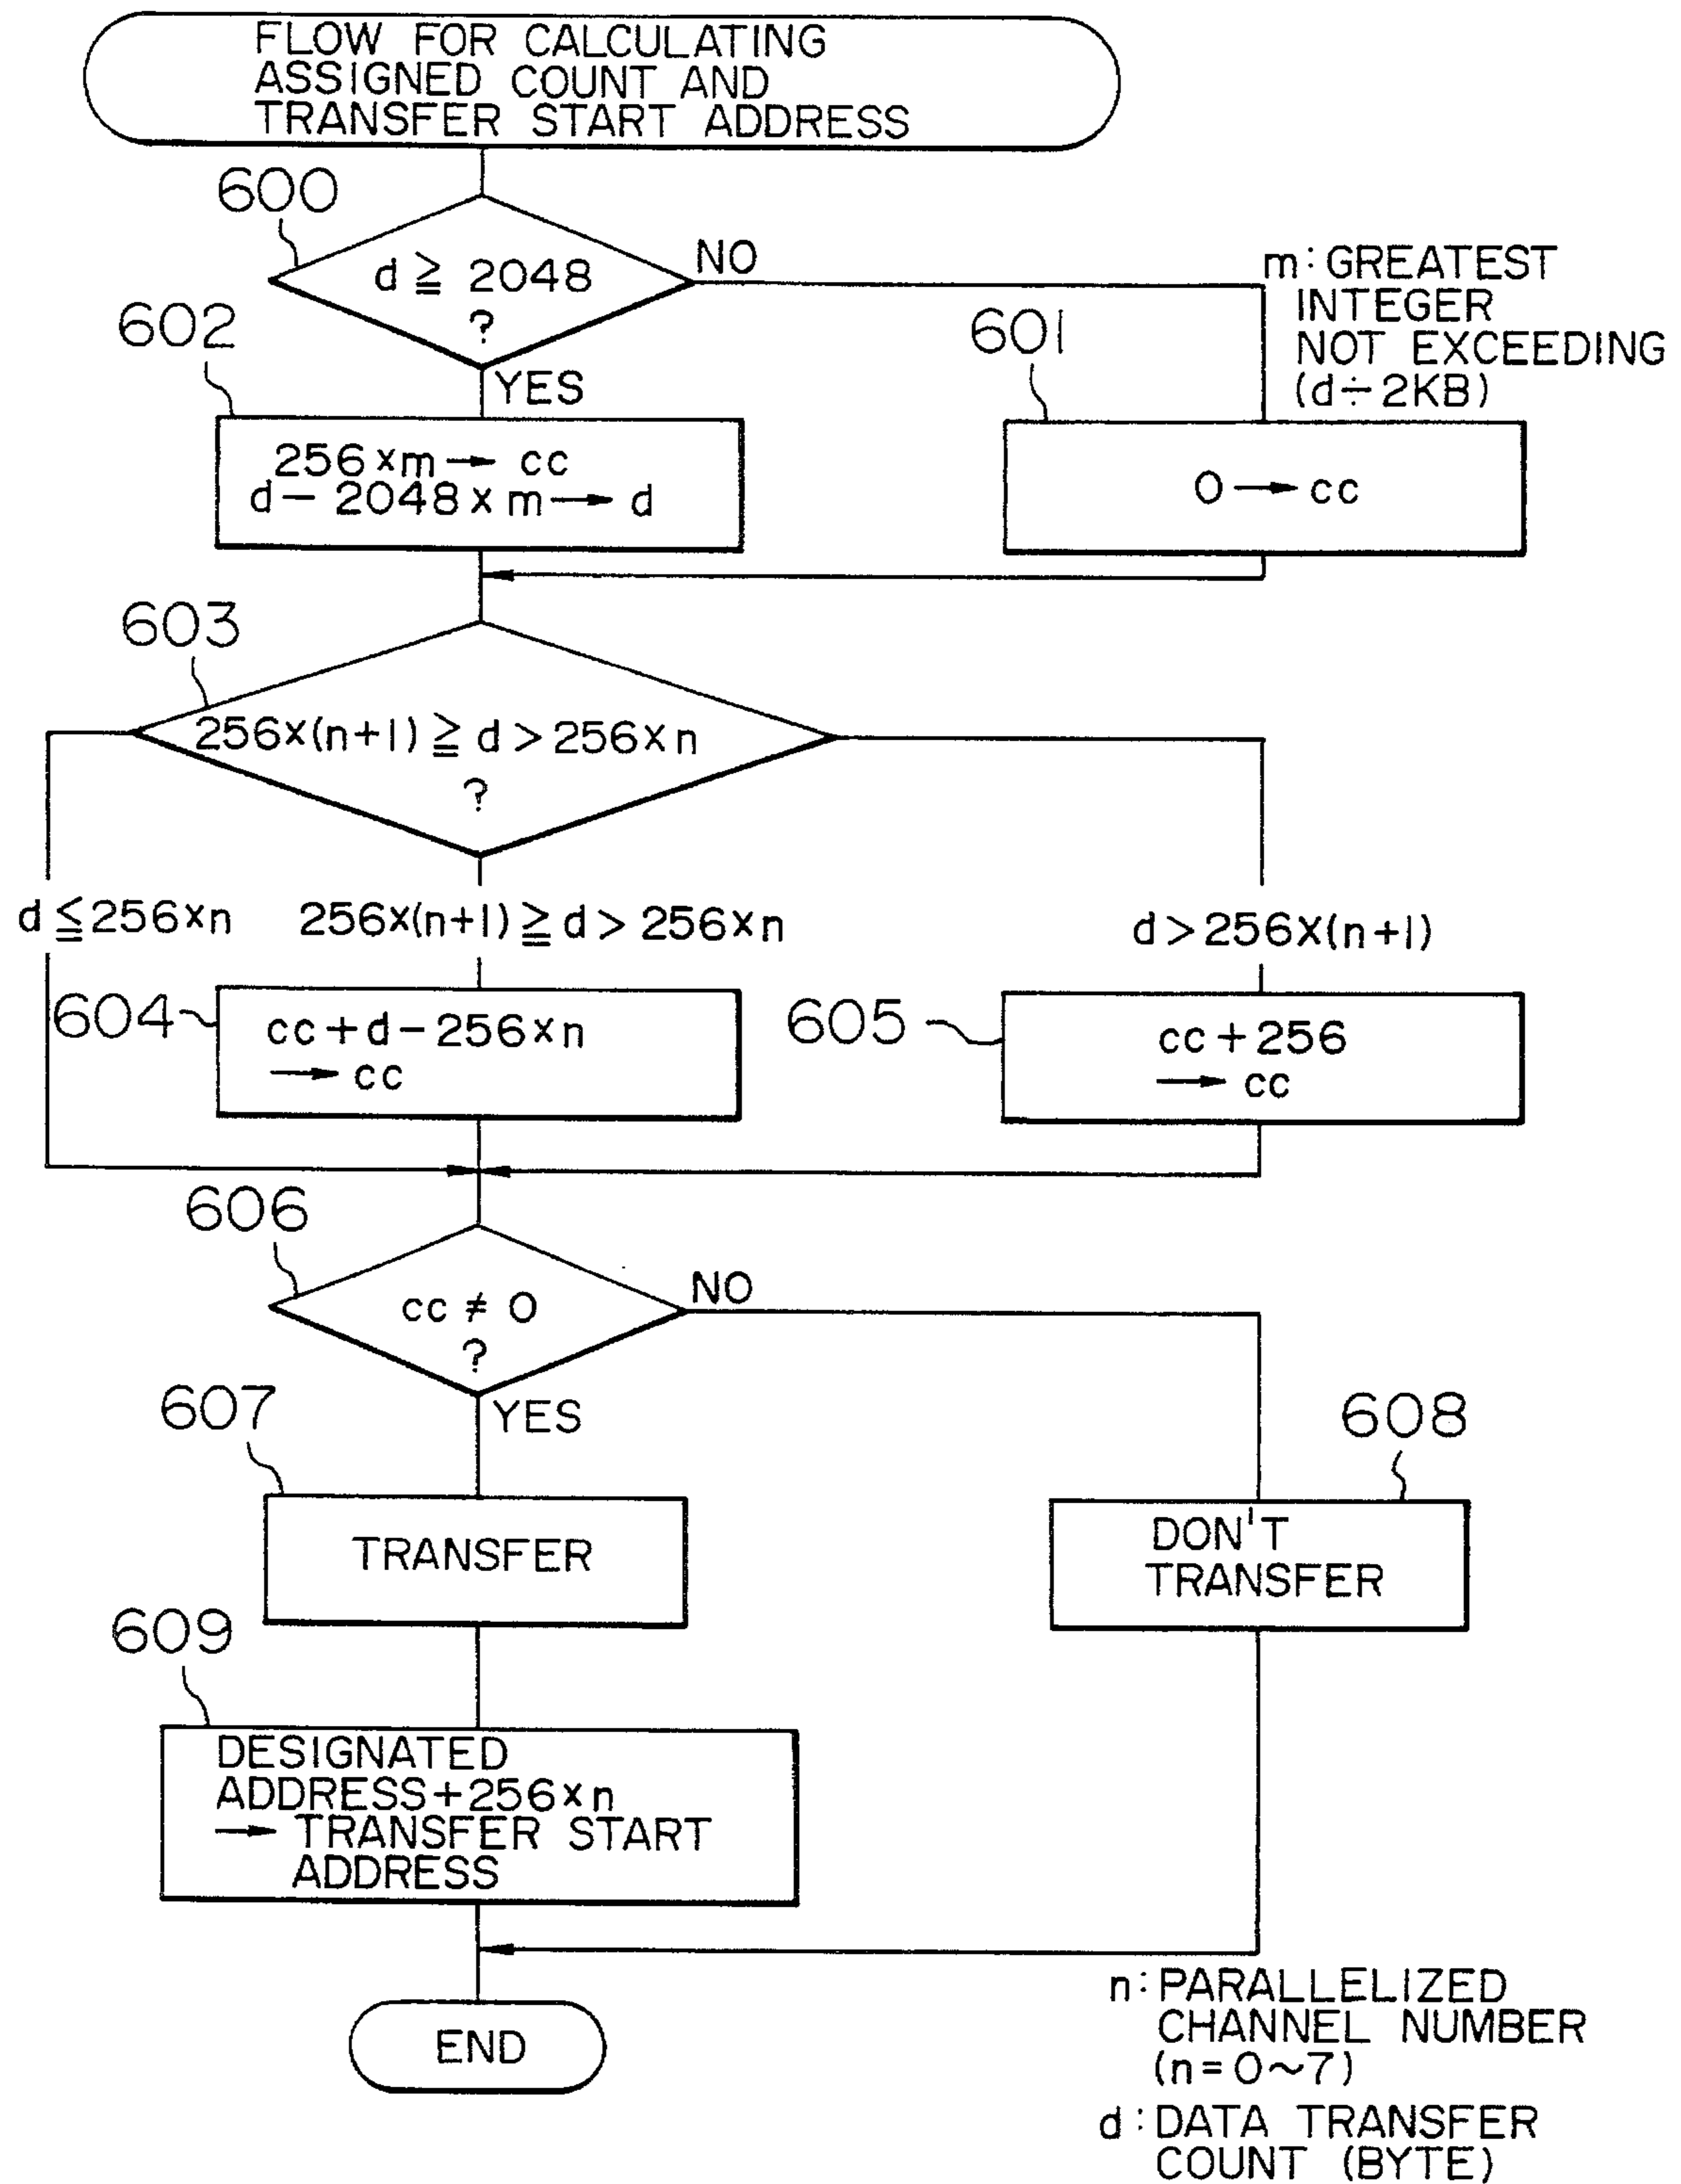 FLOW FOR CALCULATING
ASSIGNED COUNT AND
TRANSFER START ADDRESS
600
d ≧ 2048
?
NO
YES
m : GREATEST
INTEGER
NOT EXCEEDING
(d÷2KB)
602
256×m → cc
d − 2048×m → d
601
0 → cc
603
256×(n+1) ≧ d > 256×n
?
d ≦ 256×n
256×(n+1) ≧ d > 256×n
d > 256×(n+1)
604
cc + d − 256×n
→ cc
605
cc + 256
→ cc
606
cc ≠ 0
?
NO
YES
607
TRANSFER
608
DON'T
TRANSFER
609
DESIGNATED
ADDRESS+256×n
→ TRANSFER START
ADDRESS
END
n : PARALLELIZED
CHANNEL NUMBER
(n = 0~7)
d : DATA TRANSFER
COUNT (BYTE)